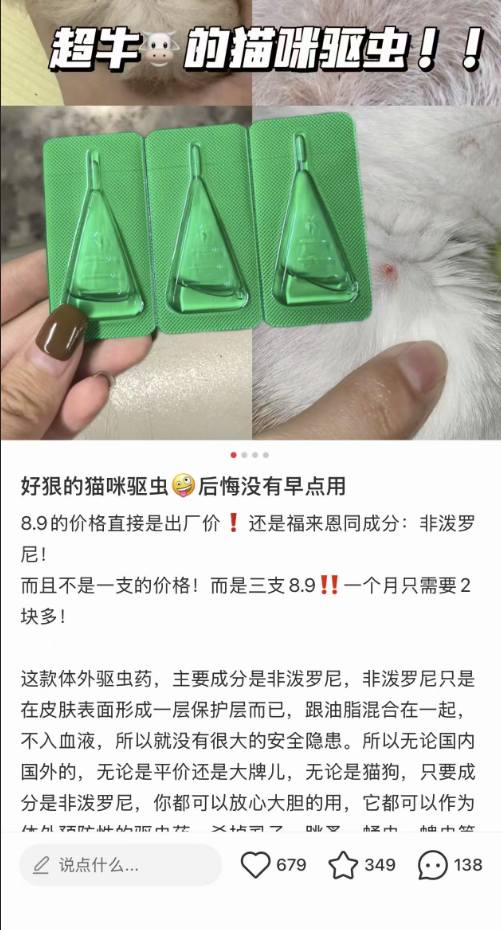 超牛🐮的猫咪驱虫！！
好狠的猫咪驱虫🤪后悔没有早点用
8.9的价格直接是出厂价❗还是福来恩同成分：非泼罗
尼！
而且不是一支的价格！而是三支8.9‼️一个月只需要2
块多！
这款体外驱虫药，主要成分是非泼罗尼，非泼罗尼只是
在皮肤表面形成一层保护层而已，跟油脂混合在一起，
不入血液，所以就没有很大的安全隐患。所以无论国内
国外的，无论是平价还是大牌儿，无论是猫狗，只要成
分是非泼罗尼，你都可以放心大胆的用，它都可以作为
体外预防性的驱虫药，杀掉虱子、跳蚤、蜱虫
说点什么...
679
349
138